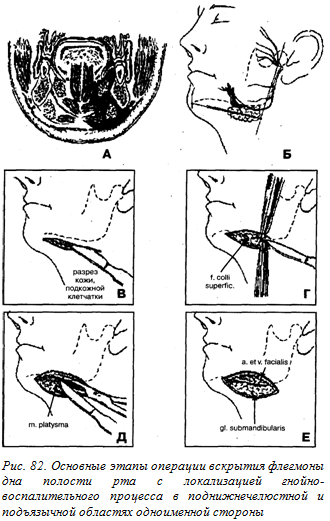 А
Б
разрез
кожи,
подкожной
клетчатки
В
f. colli
superfic.
Г
m. platysma
Д
a. et v. facialis
gl. submandibularis
Е
Рис. 82. Основные этапы операции вскрытия флегмоны
дна полости рта с локализацией гнойно-
воспалительного процесса в поднижнечелюстной и
подъязычной областях одноименной стороны